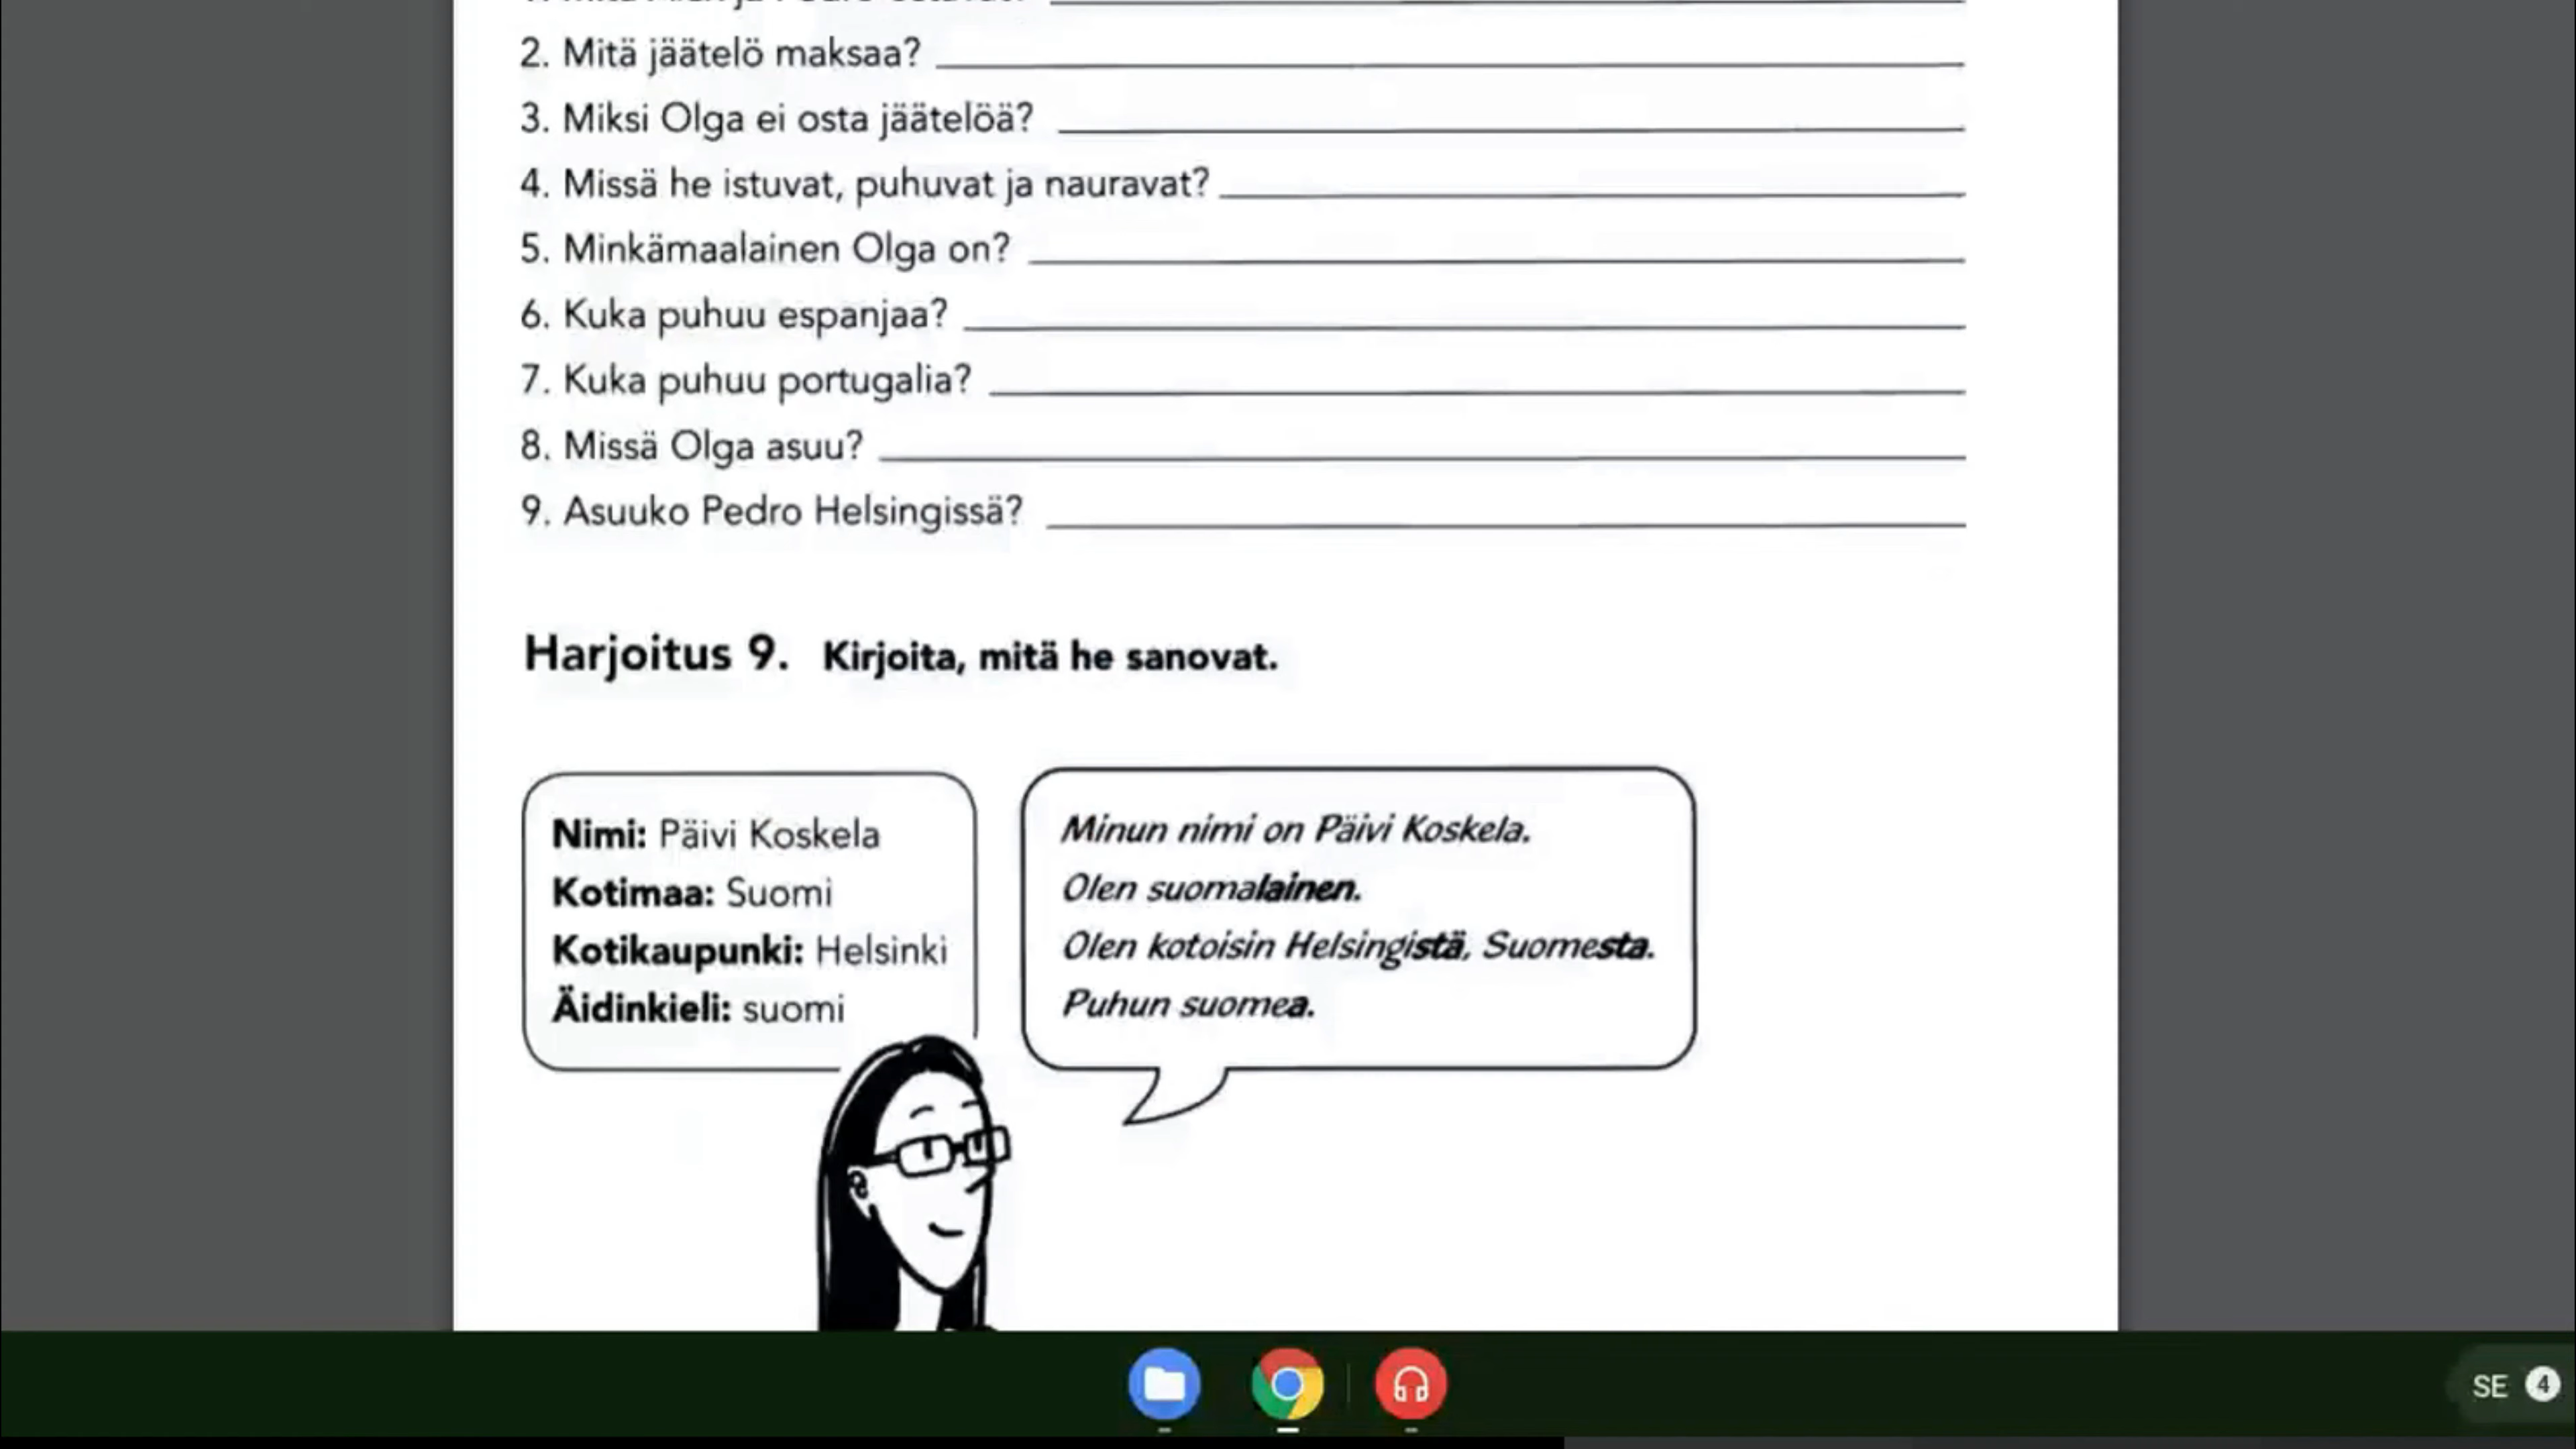 2. Mitä jäätelö maksaa?
3. Miksi Olga ei osta jäätelöä?
4. Missä he istuvat, puhuvat ja nauravat?
5. Minkämaalainen Olga on?
6. Kuka puhuu espanjaa?
7. Kuka puhuu portugalia?
8. Missä Olga asuu?
9. Asuuko Pedro Helsingissä?
Harjoitus 9. Kirjoita, mitä he sanovat.
Nimi: Päivi Koskela
Kotimaa: Suomi
Kotikaupunki: Helsinki
Äidinkieli: suomi
Minun nimi on Päivi Koskela.
Olen suomalainen.
Olen kotoisin Helsingistä, Suomesta.
Puhun suomea.
SE 4